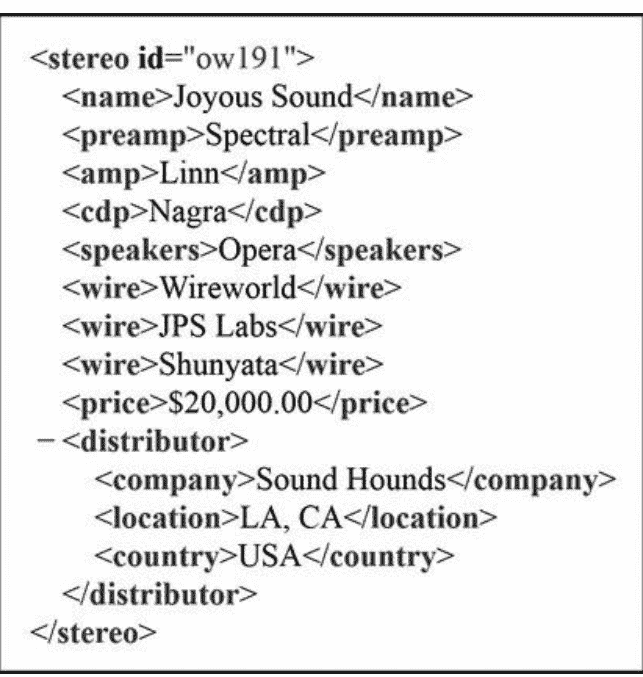 <stereo id="ow191">
<name>Joyous Sound</name>
<preamp>Spectral</preamp>
<amp>Linn</amp>
<cdp>Nagra</cdp>
<speakers>Opera</speakers>
<wire>Wireworld</wire>
<wire>JPS Labs</wire>
<wire>Shunyata</wire>
<price>$20,000.00</price>
– <distributor>
<company>Sound Hounds</company>
<location>LA, CA</location>
<country>USA</country>
</distributor>
</stereo>